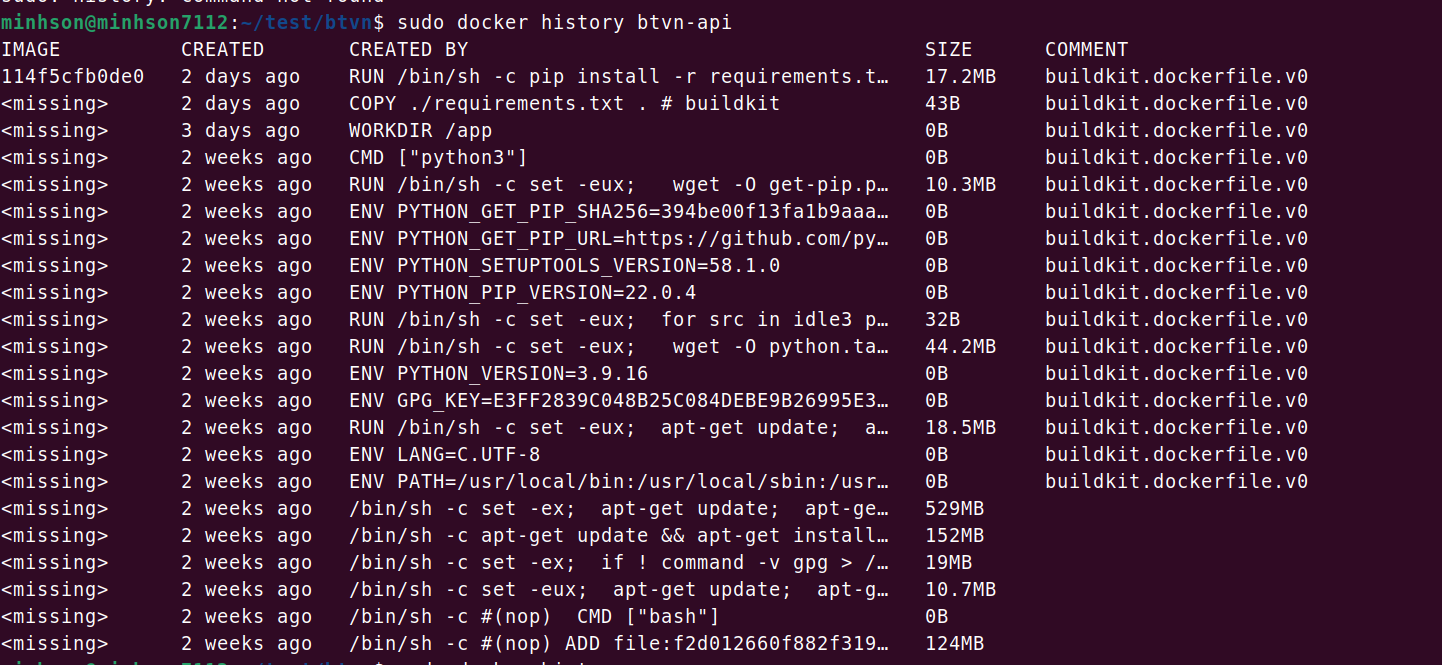 minhson@minhson7112:~/test/btvn$ sudo docker history btvn-api
IMAGE CREATED CREATED BY SIZE COMMENT
114f5cfb0de0 2 days ago RUN /bin/sh -c pip install -r requirements.t… 17.2MB buildkit.dockerfile.v0
<missing> 2 days ago COPY ./requirements.txt . # buildkit 43B buildkit.dockerfile.v0
<missing> 3 days ago WORKDIR /app 0B buildkit.dockerfile.v0
<missing> 2 weeks ago CMD ["python3"] 0B buildkit.dockerfile.v0
<missing> 2 weeks ago RUN /bin/sh -c set -eux; wget -O get-pip.p… 10.3MB buildkit.dockerfile.v0
<missing> 2 weeks ago ENV PYTHON_GET_PIP_SHA256=394be00f13fa1b9aaa… 0B buildkit.dockerfile.v0
<missing> 2 weeks ago ENV PYTHON_GET_PIP_URL=https://github.com/py… 0B buildkit.dockerfile.v0
<missing> 2 weeks ago ENV PYTHON_SETUPTOOLS_VERSION=58.1.0 0B buildkit.dockerfile.v0
<missing> 2 weeks ago ENV PYTHON_PIP_VERSION=22.0.4 0B buildkit.dockerfile.v0
<missing> 2 weeks ago RUN /bin/sh -c set -eux; for src in idle3 p… 32B buildkit.dockerfile.v0
<missing> 2 weeks ago RUN /bin/sh -c set -eux; wget -O python.ta… 44.2MB buildkit.dockerfile.v0
<missing> 2 weeks ago ENV PYTHON_VERSION=3.9.16 0B buildkit.dockerfile.v0
<missing> 2 weeks ago ENV GPG_KEY=E3FF2839C048B25C084DEBE9B26995E3… 0B buildkit.dockerfile.v0
<missing> 2 weeks ago RUN /bin/sh -c set -eux; apt-get update; a… 18.5MB buildkit.dockerfile.v0
<missing> 2 weeks ago ENV LANG=C.UTF-8 0B buildkit.dockerfile.v0
<missing> 2 weeks ago ENV PATH=/usr/local/bin:/usr/local/sbin:/usr… 0B buildkit.dockerfile.v0
<missing> 2 weeks ago /bin/sh -c set -ex; apt-get update; apt-ge… 529MB
<missing> 2 weeks ago /bin/sh -c apt-get update && apt-get install… 152MB
<missing> 2 weeks ago /bin/sh -c set -ex; if ! command -v gpg > /… 19MB
<missing> 2 weeks ago /bin/sh -c set -eux; apt-get update; apt-g… 10.7MB
<missing> 2 weeks ago /bin/sh -c #(nop) CMD ["bash"] 0B
<missing> 2 weeks ago /bin/sh -c #(nop) ADD file:f2d012660f882f319… 124MB